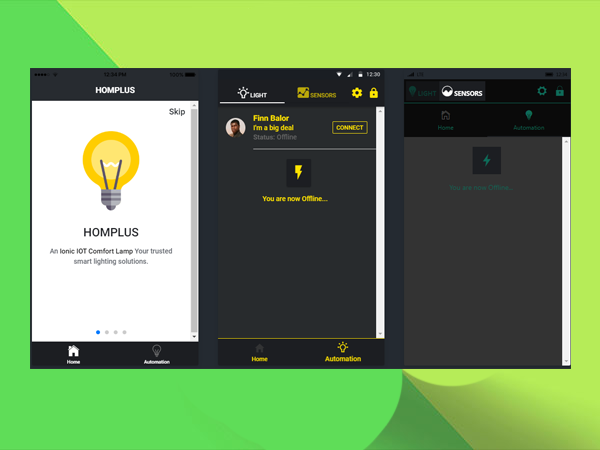 12:54 PM
100%
HOMPLUS
Skip
HOMPLUS
An Ionic IOT Comfort Lamp Your trusted
smart lighting solutions.
Home
Automation
12:30
LIGHT
SENSORS
Finn Balor
I'm a big deal
Status: Offline
CONNECT
You are now Offline...
Home
Automation
LIGHT
SENSORS
Home
Automation
You are now Offline...